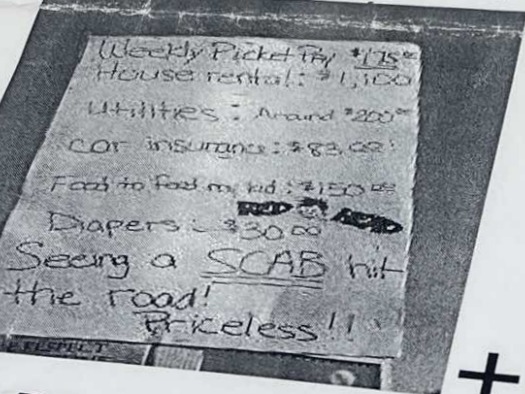 Weekly Picket Pay $175.00
House rental: $1,100
Utilities: Around $200.00
Car insurance: $83.00
Food to feed my kid: $150.00
Diapers: $30.00
Seeing a SCAB hit
the road!
Priceless!!